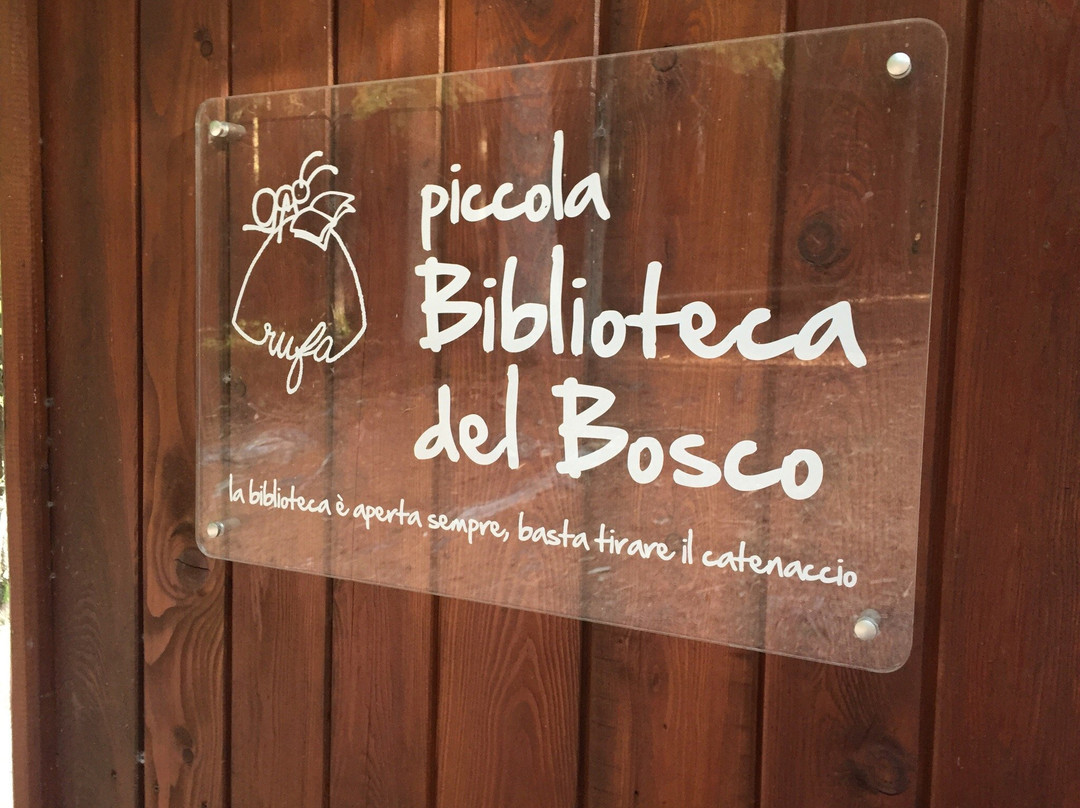 rufa
piccola
Biblioteca
del Bosco
la biblioteca è aperta sempre, basta tirare il catenaccio